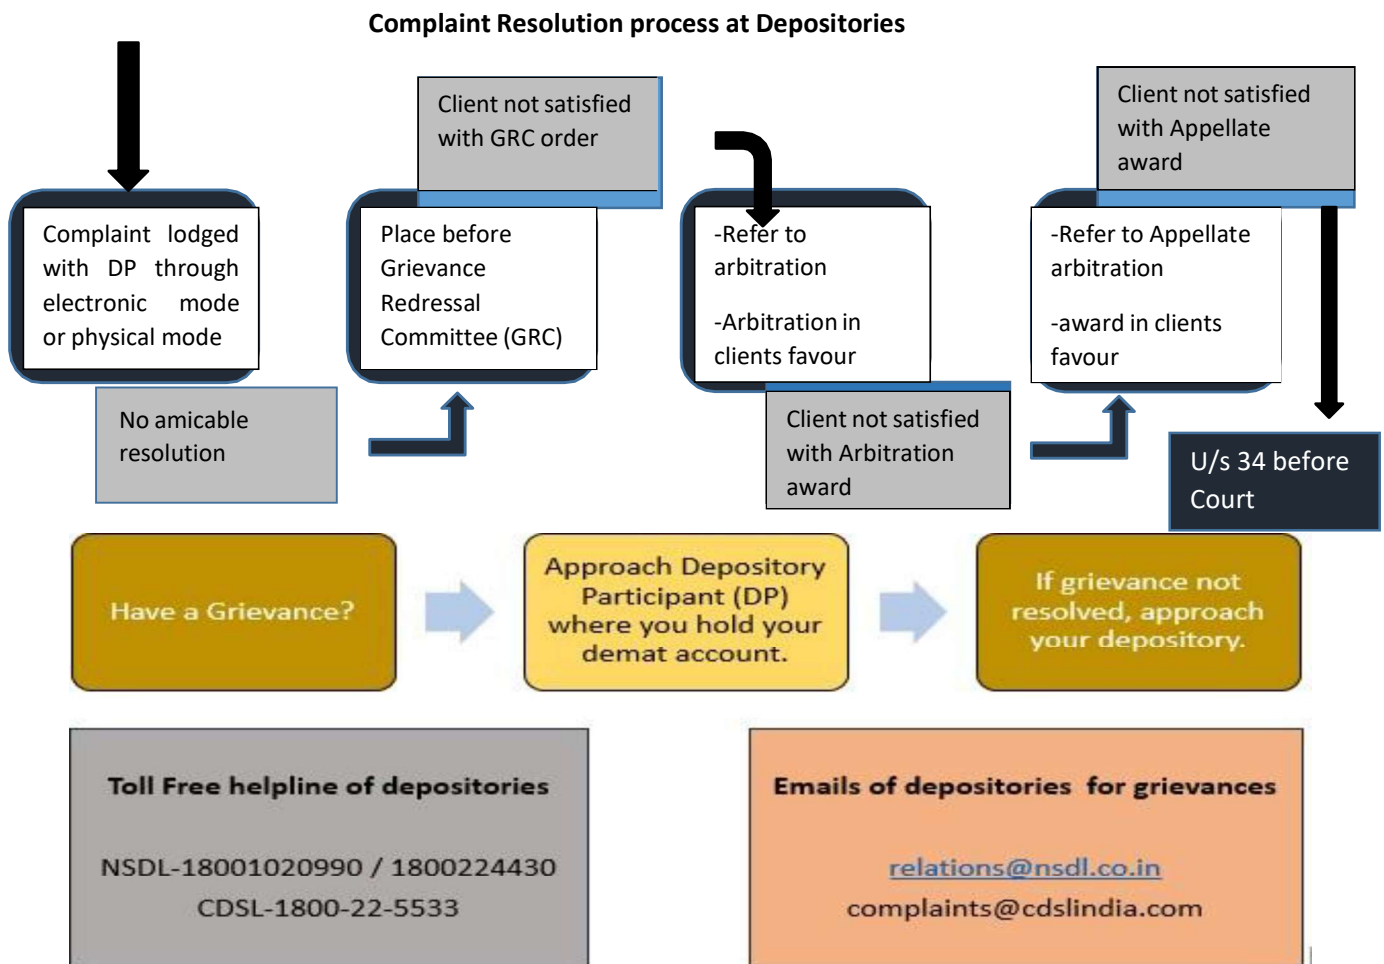 Complaint Resolution process at Depositories
Client not satisfied
with GRC order
Client not satisfied
with Appellate
award
Complaint lodged
with DP through
electronic mode
or physical mode
Place before
Grievance
Redressal
Committee (GRC)
-Refer to
arbitration
-Arbitration in
clients favour
-Refer to Appellate
arbitration
-award in clients
favour
No amicable
resolution
Client not satisfied
with Arbitration
award
U/s 34 before
Court
Have a Grievance?
Approach Depository
Participant (DP)
where you hold your
demat account.
If grievance not
resolved, approach
your depository.
Toll Free helpline of depositories
NSDL-18001020990 / 1800224430
CDSL-1800-22-5533
Emails of depositories for grievances
relations@nsdl.co.in
complaints@cdslindia.com